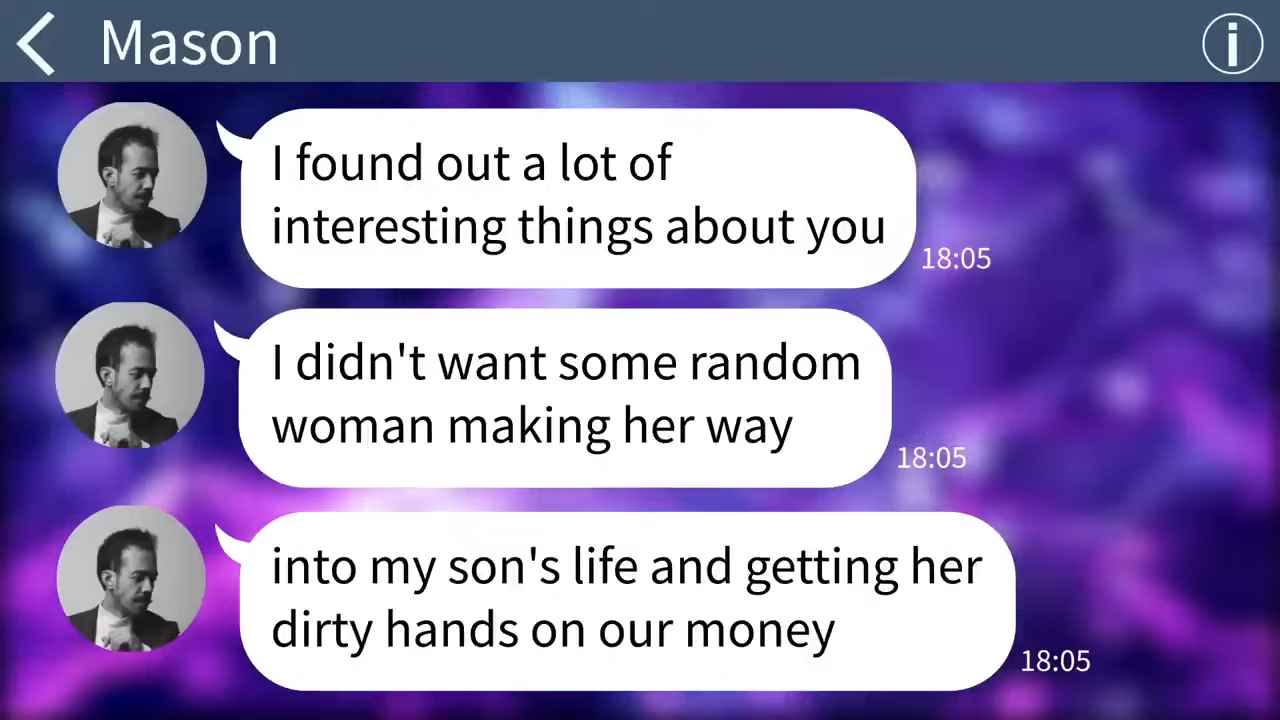 Mason
I found out a lot of
interesting things about you
18:05
I didn't want some random
woman making her way
18:05
into my son's life and getting her
dirty hands on our money
18:05